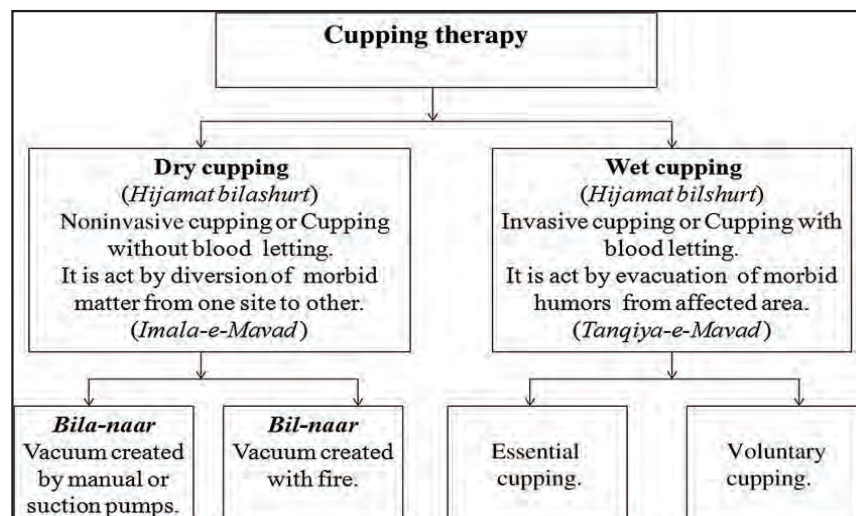 Cupping therapy
Dry cupping
(Hijamat bilashurt)
Noninvasive cupping or Cupping
without blood letting.
It is act by diversion of morbid
matter from one site to other.
(Imala-e-Mavad)
Wet cupping
(Hijamat bilshurt)
Invasive cupping or Cupping with
blood letting.
It is act by evacuation of morbid
humors from affected area.
(Tanqiya-e-Mavad)
Bila-naar
Vacuum created
by manual or
suction pumps.
Bil-naar
Vacuum created
with fire.
Essential
cupping.
Voluntary
cupping.